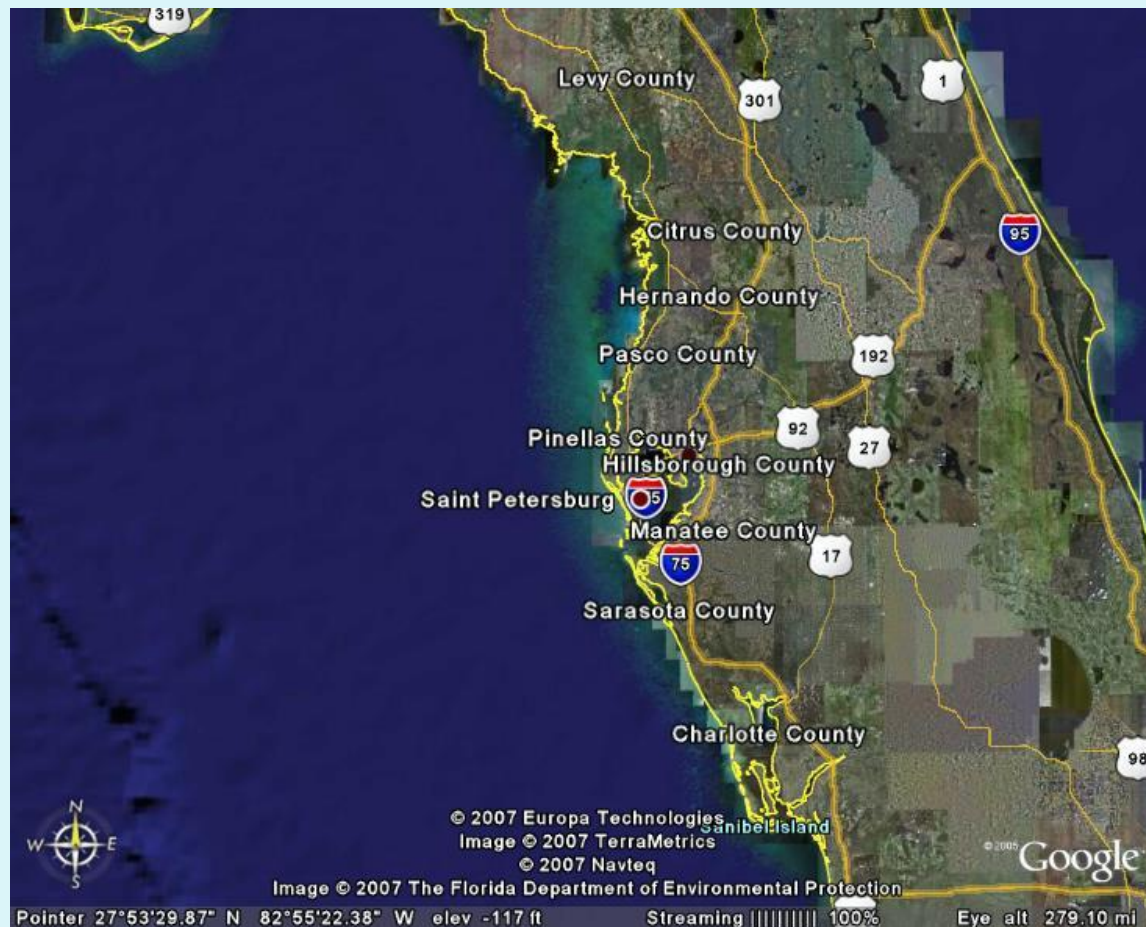 319
Levy County
301
1
Citrus County
95
Hernando County
Pasco County
192
92
Pinellas County
27
Hillsborough County
Saint Petersburg
5
Manatee County
17
75
Sarasota County
Charlotte County
98
N
W E
S
© 2007 Europa Technologies
Sanibel Island
Image © 2007 TerraMetrics
© 2007 Navteq
© 2005 Google
Image © 2007 The Florida Department of Environmental Protection
Pointer 27°53'29.87" N 82°55'22.38" W elev -117 ft Streaming |||||||||| 100% Eye alt 279.10 mi